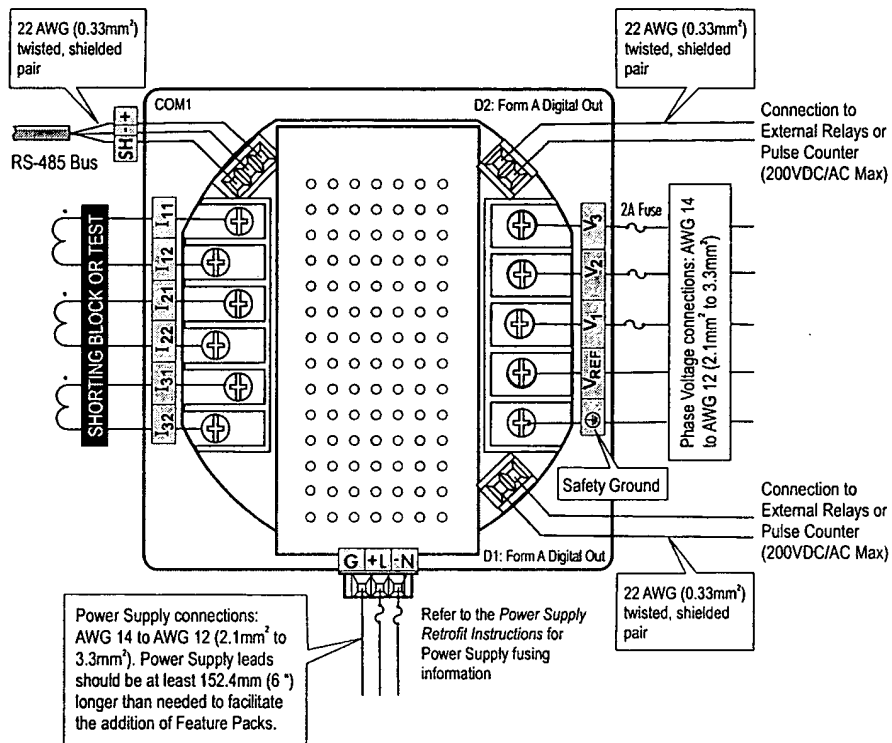 22 AWG (0.33mm²)
twisted, shielded
pair
22 AWG (0.33mm²)
twisted, shielded
pair
COM1
D2: Form A Digital Out
+
-
SH
RS-485 Bus
Connection to
External Relays or
Pulse Counter
(200VDC/AC Max)
SHORTING BLOCK OR TEST
I11
I12
I21
I22
I31
I32
V3
V2
V1
VREF
2A Fuse
Phase Voltage connections: AWG 14
to AWG 12 (2.1mm² to 3.3mm²)
Safety Ground
Connection to
External Relays or
Pulse Counter
(200VDC/AC Max)
D1: Form A Digital Out
G +L -N
22 AWG (0.33mm²)
twisted, shielded
pair
Power Supply connections:
AWG 14 to AWG 12 (2.1mm² to
3.3mm²). Power Supply leads
should be at least 152.4mm (6 ")
longer than needed to facilitate
the addition of Feature Packs.
Refer to the Power Supply
Retrofit Instructions for
Power Supply fusing
information